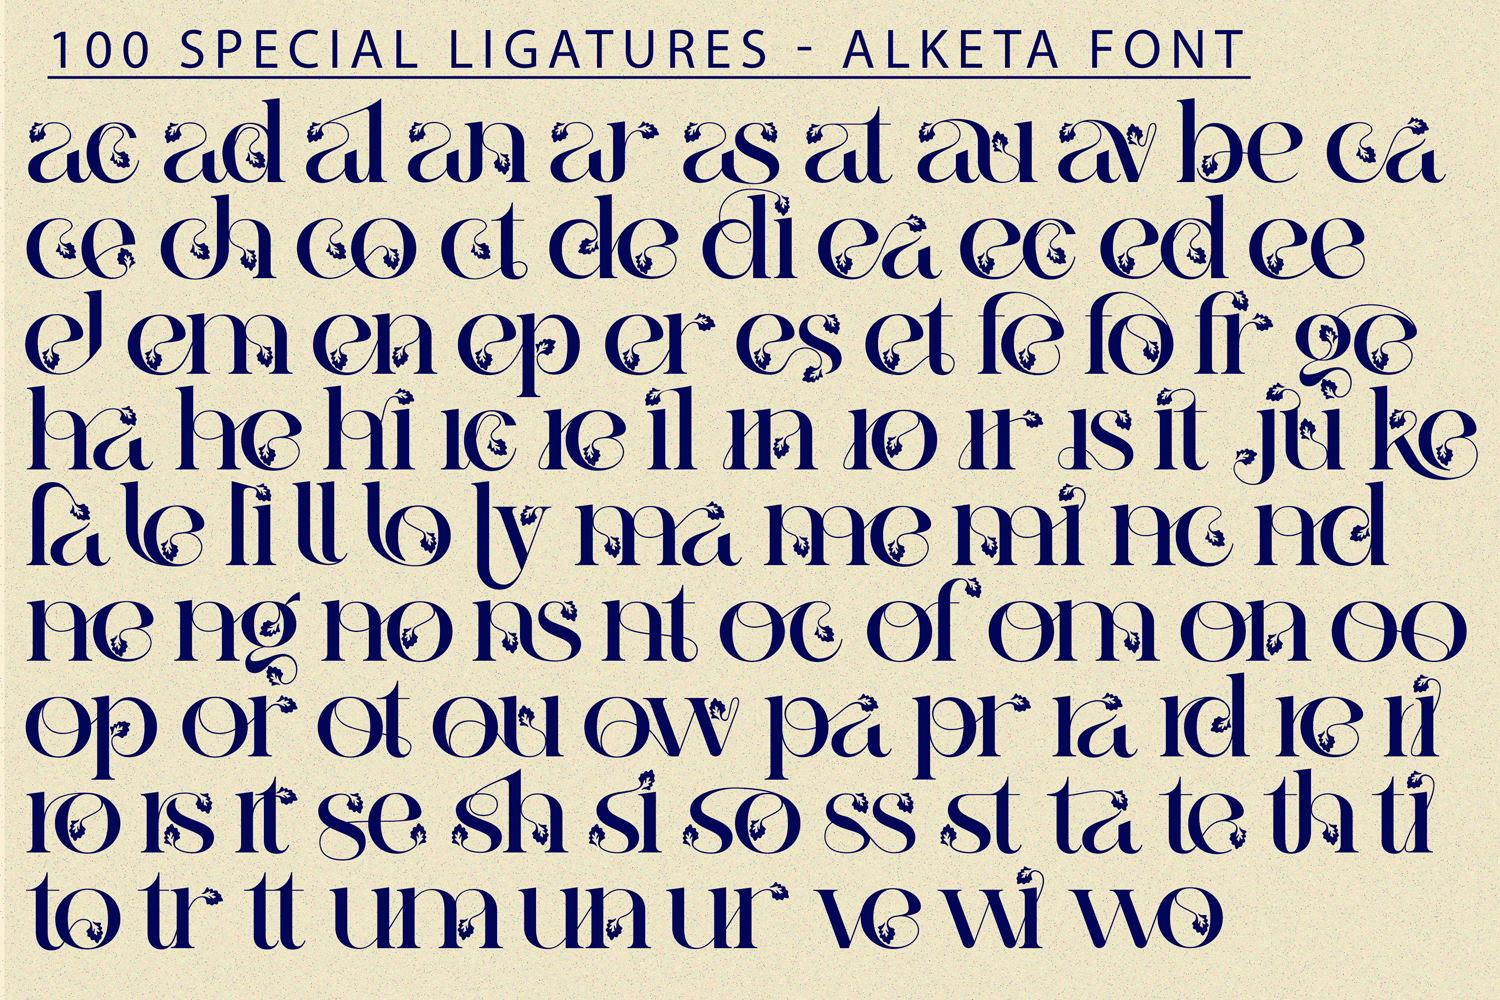 100 SPECIAL LIGATURES - ALKETA FONT
ac ad al an ar as at au av be ca
ce ch co ct de di ea ec ed ee
el em en ep er es et fe fo fr ge
ha he hi ic ie il in io ir is it ju ke
la le li ll lo ly ma me mi nc nd
ne ng no ns nt oc of om on oo
op or ot ou ow pa pr ra rd re ri
ro rs rt se sh si so ss st ta te th ti
to tr tt um un ur ve wi wo